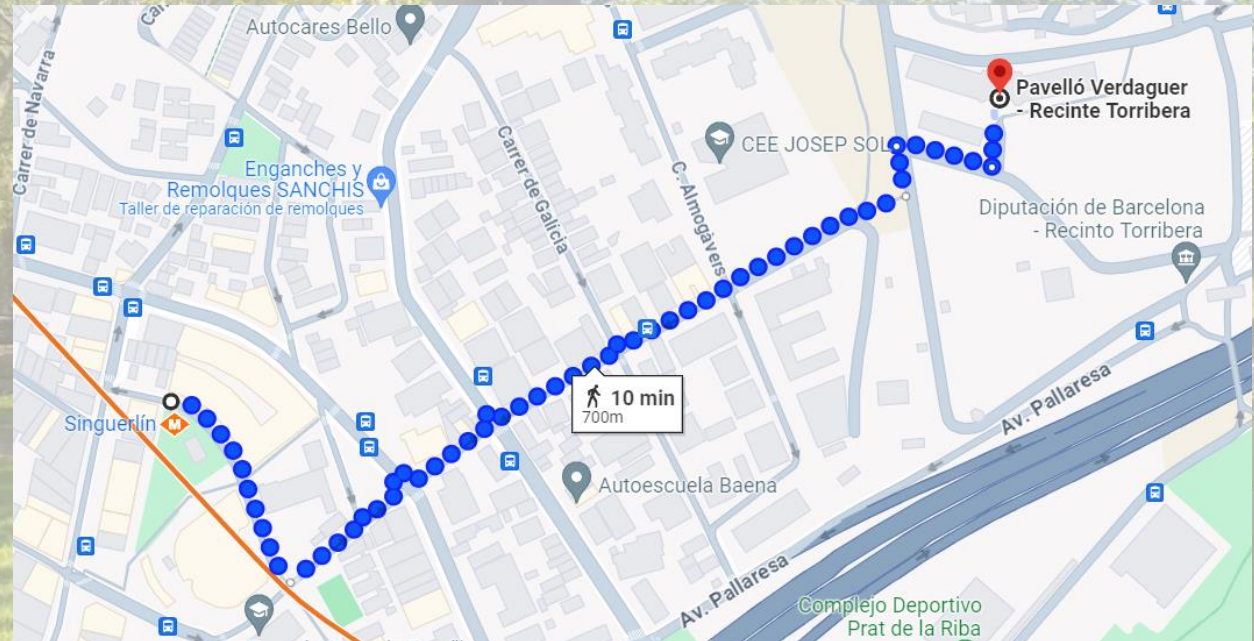 Autocares Bello
Carrer de Navarra
Enganches y
Remolques SANCHIS
Taller de reparación de remolques
Carrer de Galicia
C. Almogàvers
CEE JOSEP SOL
Pavelló Verdaguer
- Recinte Torribera
Diputación de Barcelona
- Recinto Torribera
Singuerlín
M
10 min
700m
Autoescuela Baena
Av. Pallaresa
Av. Pallaresa
Complejo Deportivo
Prat de la Riba